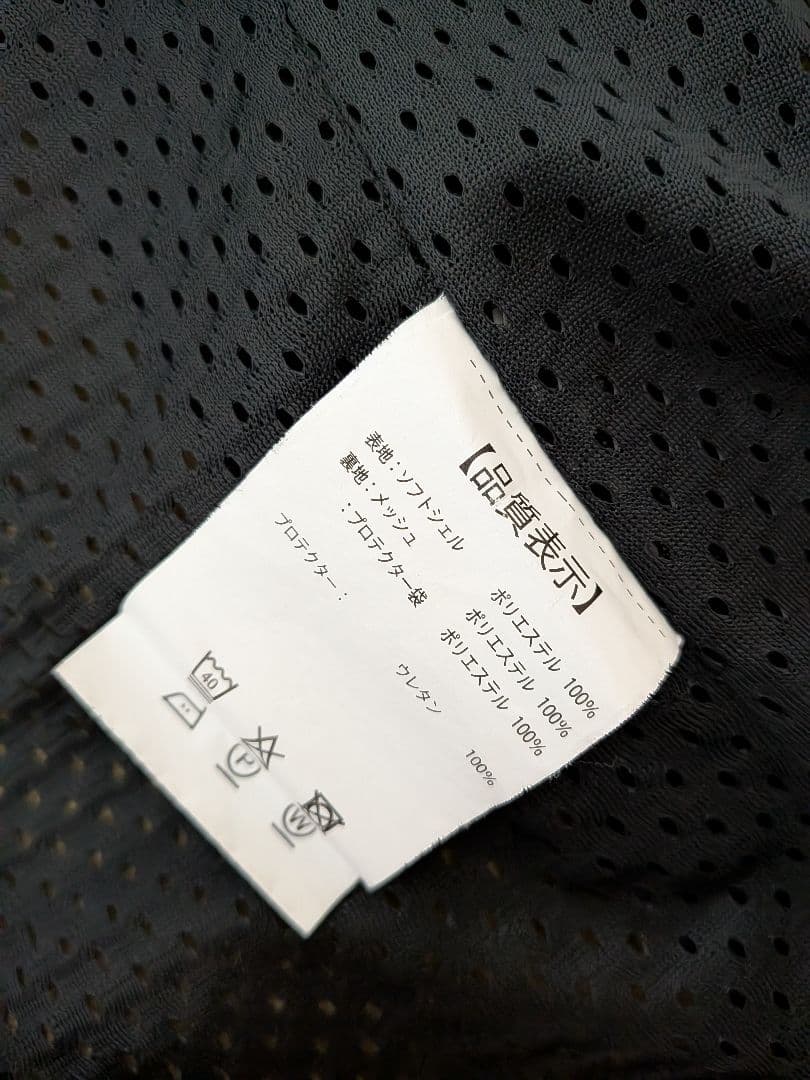 【品質表示】
表地：ソフトシェル ポリエステル 100%
裏地：メッシュ ポリエステル 100%
：プロテクター袋 ポリエステル 100%
プロテクター： ウレタン 100%
40
P
W